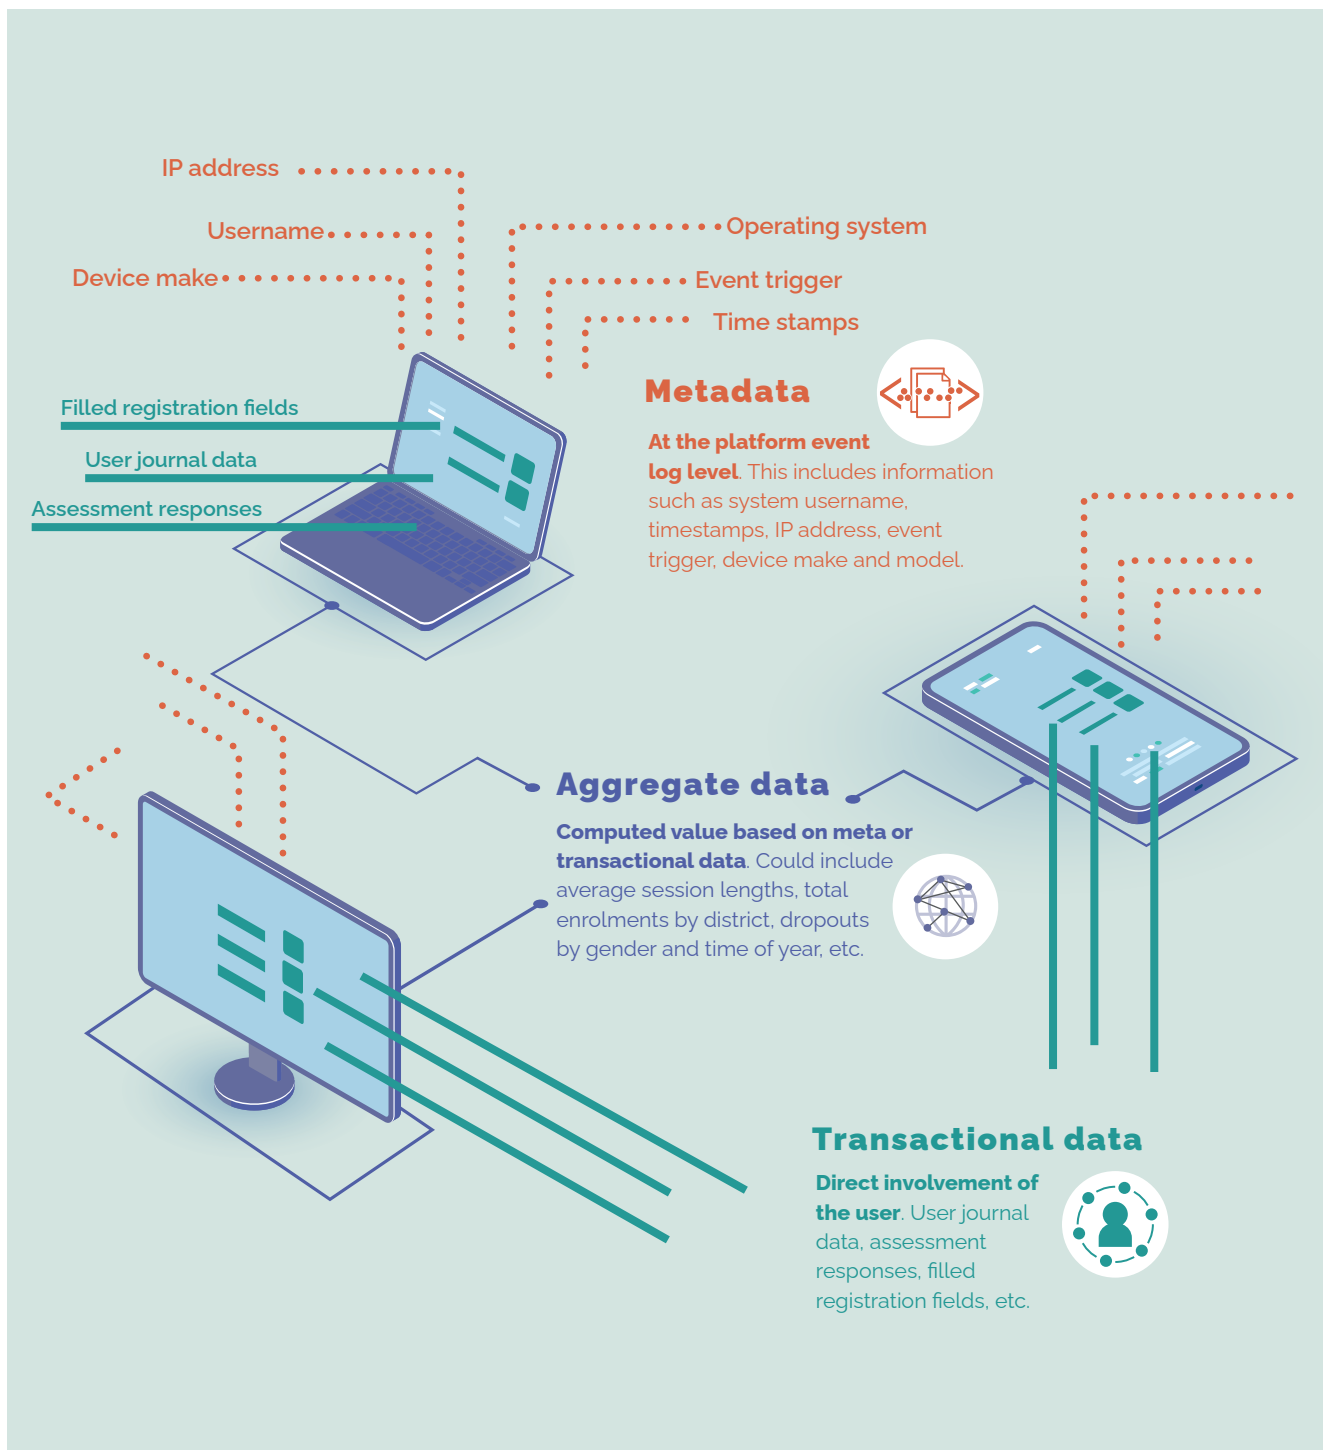 IP address
Username
Device make
Operating system
Event trigger
Time stamps
Filled registration fields
User journal data
Assessment responses
Metadata
At the platform event
log level. This includes information
such as system username,
timestamps, IP address, event
trigger, device make and model.
Aggregate data
Computed value based on meta or
transactional data. Could include
average session lengths, total
enrolments by district, dropouts
by gender and time of year, etc.
Transactional data
Direct involvement of
the user. User journal
data, assessment
responses, filled
registration fields, etc.